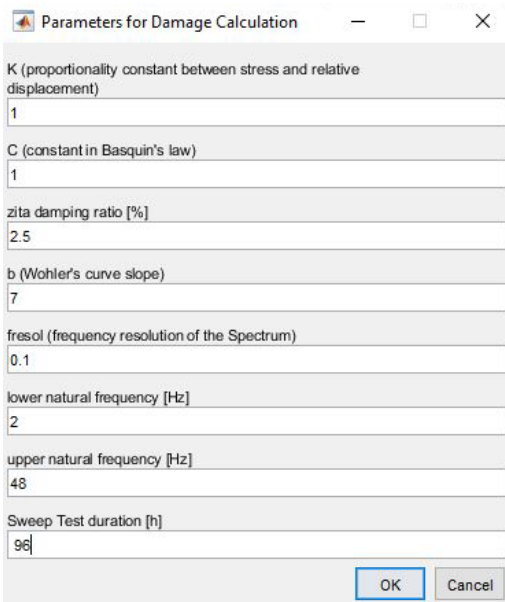 Parameters for Damage Calculation
K (proportionality constant between stress and relative
displacement)
1
C (constant in Basquin's law)
1
zita damping ratio [%]
2.5
b (Wohler's curve slope)
7
fresol (frequency resolution of the Spectrum)
0.1
lower natural frequency [Hz]
2
upper natural frequency [Hz]
48
Sweep Test duration [h]
96
OK Cancel